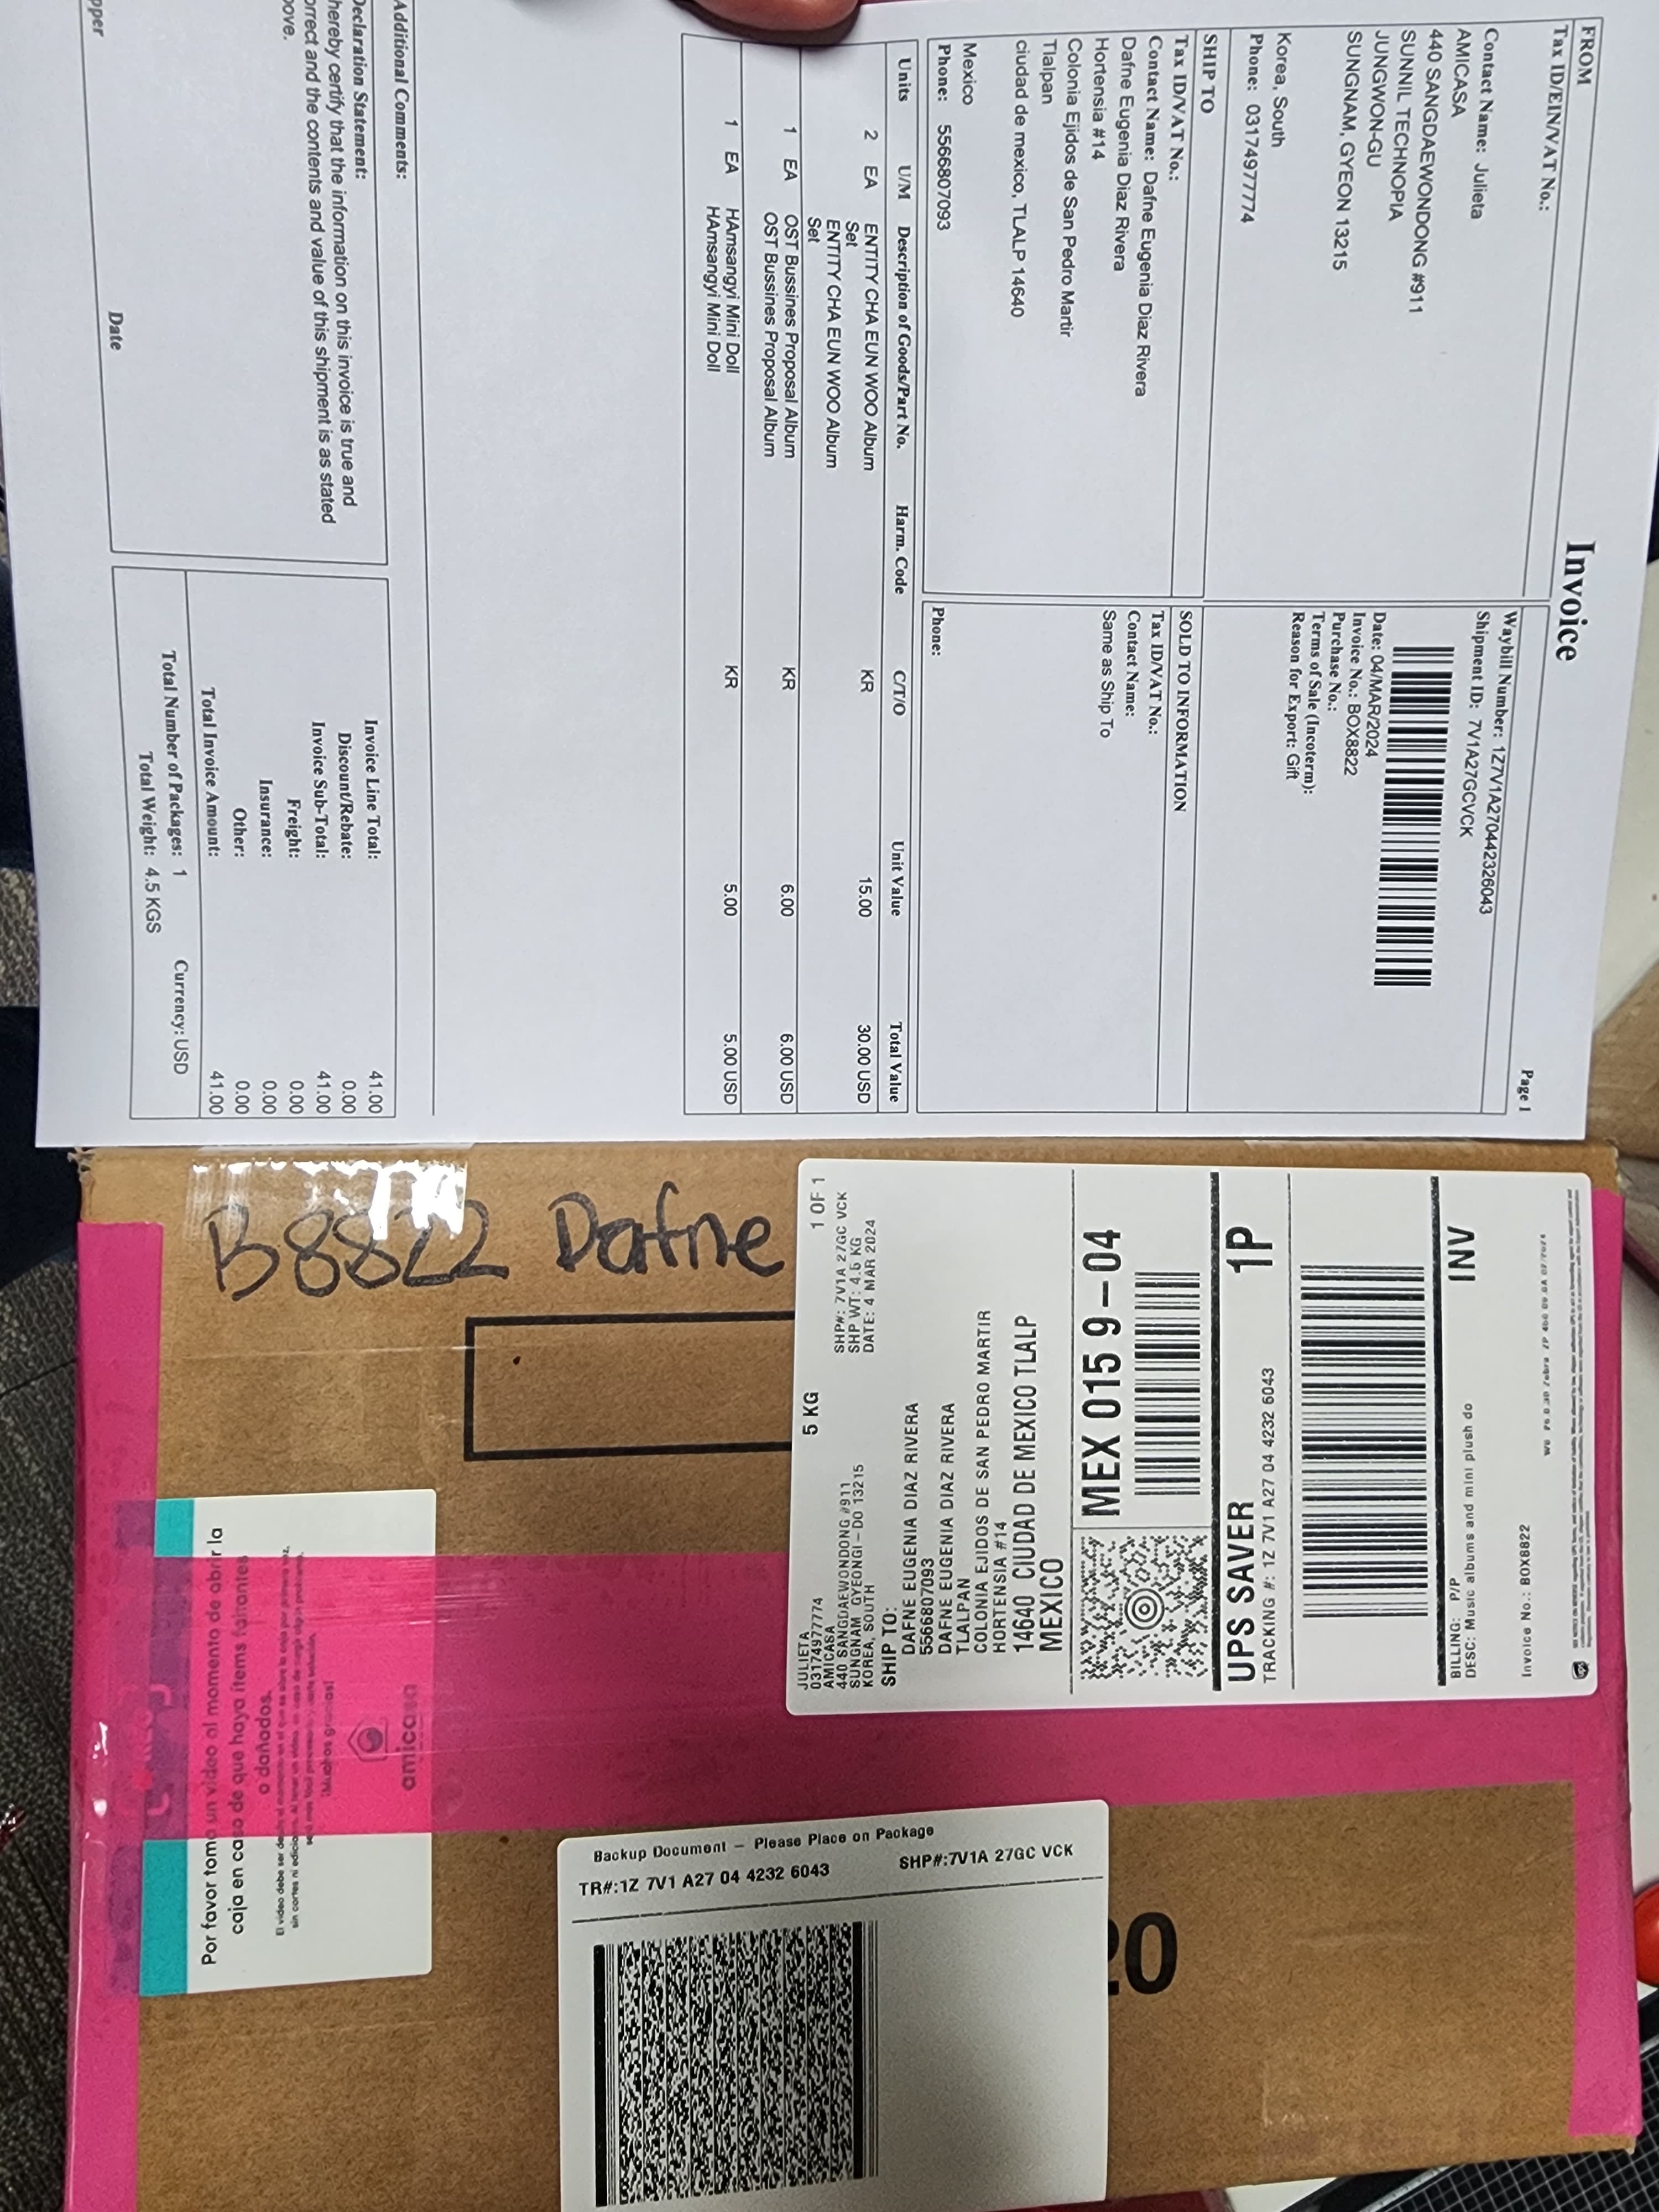 Invoice
Page 1
FROM
Tax ID/EIN/VAT No.:
Contact Name: Julieta
AMICASA
440 SANGDAEWONDONG #911
SUNNIL TECHNOPIA
JUNGWON-GU
SUNGNAM, GYEON 13215
Korea, South
Phone: 03174977774
Waybill Number: 1Z7V1A270442326043
Shipment ID: 7V1A27GCVCK
Date: 04/MAR/2024
Invoice No.: BOX8822
Purchase No.:
Terms of Sale (Incoterm):
Reason for Export: Gift
SHIP TO
Tax ID/VAT No.:
Contact Name: Dafne Eugenia Diaz Rivera
Dafne Eugenia Diaz Rivera
Hortensia #14
Colonia Ejidos de San Pedro Martir
Tlalpan
ciudad de mexico, TLALP 14640
Mexico
Phone: 5566807093
SOLD TO INFORMATION
Tax ID/VAT No.:
Contact Name:
Same as Ship To
Phone:
Units U/M Description of Goods/Part No. Harm. Code C/T/O Unit Value Total Value
2 EA ENTITY CHA EUN WOO Album KR 15.00 30.00 USD
Set
ENTITY CHA EUN WOO Album
Set
1 EA OST Bussines Proposal Album KR 6.00 6.00 USD
OST Bussines Proposal Album
1 EA HAmsangyi Mini Doll KR 5.00 5.00 USD
HAmsangyi Mini Doll
Additional Comments:
Declaration Statement:
hereby certify that the information on this invoice is true and
orrect and the contents and value of this shipment is as stated
ove.
pper Date
Invoice Line Total: 41.00
Discount/Rebate: 0.00
Invoice Sub-Total: 41.00
Freight: 0.00
Insurance: 0.00
Other: 0.00
Total Invoice Amount: 41.00
Total Number of Packages: 1 Currency: USD
Total Weight: 4.5 KGS
B8822 Dafne
JULIETA
03174977774
AMICASA
440 SANGDAEWONDONG #911
SUNGNAM GYEONGI-DO 13215
KOREA, SOUTH
5 KG
1 OF 1
SHP#: 7V1A 27GC VCK
SHP WT: 4.5 KG
DATE: 4 MAR 2024
SHIP TO:
DAFNE EUGENIA DIAZ RIVERA
5566807093
DAFNE EUGENIA DIAZ RIVERA
TLALPAN
COLONIA EJIDOS DE SAN PEDRO MARTIR
HORTENSIA #14
14640 CIUDAD DE MEXICO TLALP
MEXICO
MEX 015 9-04
UPS SAVER 1P
TRACKING #: 1Z 7V1 A27 04 4232 6043
INV
BILLING: P/P
DESC: Music albums and mini plush do
Invoice No.: BOX8822
amicasa
Por favor toma un video al momento de abrir la
caja en caso de que haya items faltantes
o dañados.
Backup Document – Please Place on Package
TR#:1Z 7V1 A27 04 4232 6043 SHP#:7V1A 27GC VCK